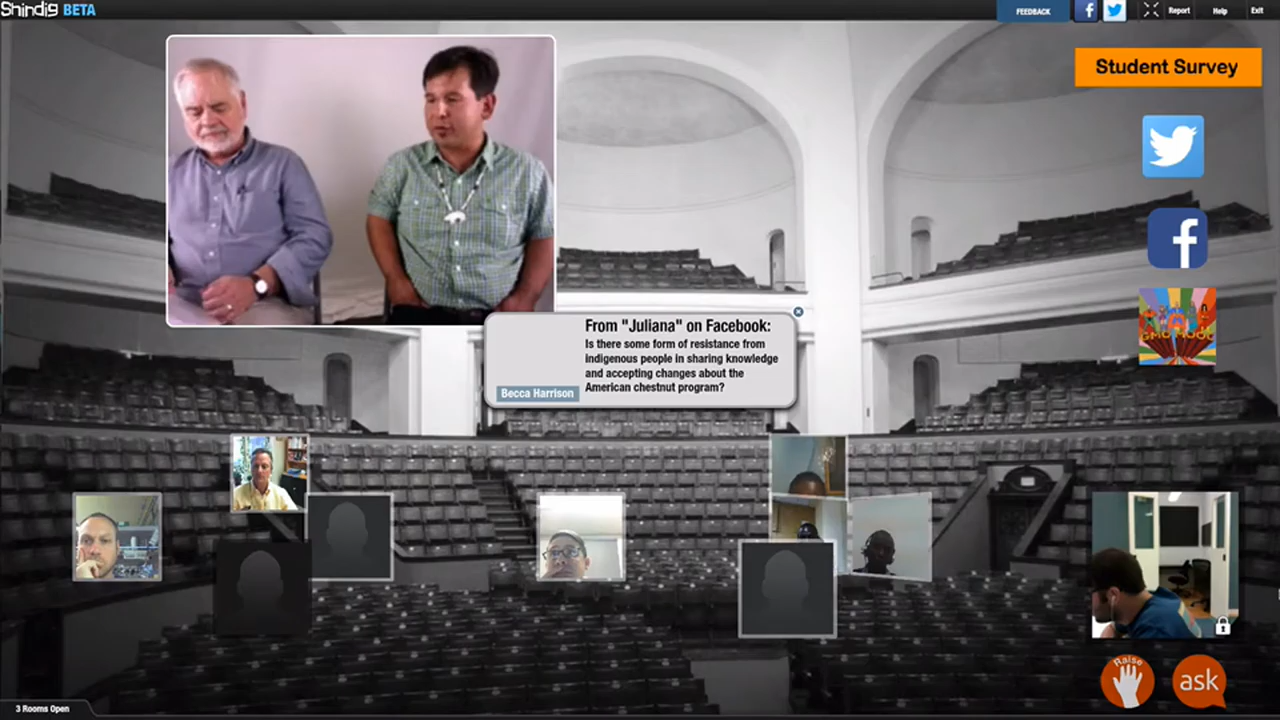 Shindig BETA
FEEDBACK
Report
Help
Exit
Student Survey
From "Juliana" on Facebook:
Is there some form of resistance from
indigenous people in sharing knowledge
and accepting changes about the
American chestnut program?
Becca Harrison
Raise
ask
3 Rooms Open